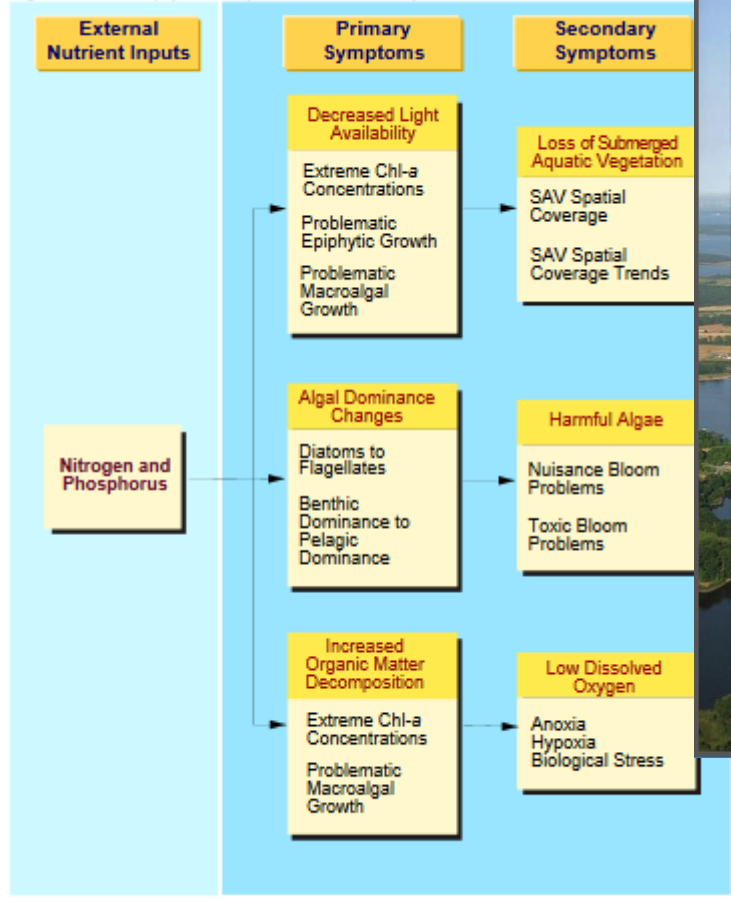 External
Nutrient Inputs
Primary
Symptoms
Secondary
Symptoms
Nitrogen and
Phosphorus
Decreased Light
Availability
Extreme Chl-a
Concentrations
Problematic
Epiphytic Growth
Problematic
Macroalgal
Growth
Loss of Submerged
Aquatic Vegetation
SAV Spatial
Coverage
SAV Spatial
Coverage Trends
Algal Dominance
Changes
Diatoms to
Flagellates
Benthic
Dominance to
Pelagic
Dominance
Harmful Algae
Nuisance Bloom
Problems
Toxic Bloom
Problems
Increased
Organic Matter
Decomposition
Extreme Chl-a
Concentrations
Problematic
Macroalgal
Growth
Low Dissolved
Oxygen
Anoxia
Hypoxia
Biological Stress